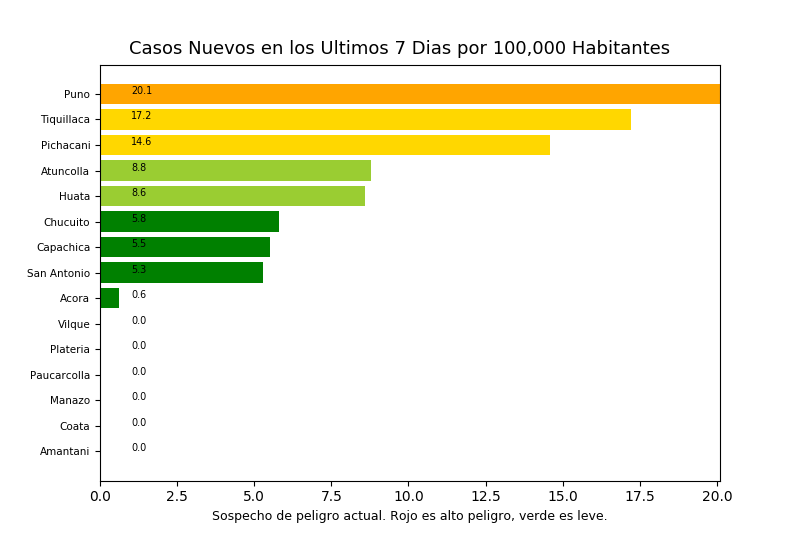 Casos Nuevos en los Ultimos 7 Dias por 100,000 Habitantes
Puno 20.1
Tiquillaca 17.2
Pichacani 14.6
Atuncolla 8.8
Huata 8.6
Chucuito 5.8
Capachica 5.5
San Antonio 5.3
Acora 0.6
Vilque 0.0
Plateria 0.0
Paucarcolla 0.0
Manazo 0.0
Coata 0.0
Amantani 0.0
0.0 2.5 5.0 7.5 10.0 12.5 15.0 17.5 20.0
Sospecho de peligro actual. Rojo es alto peligro, verde es leve.